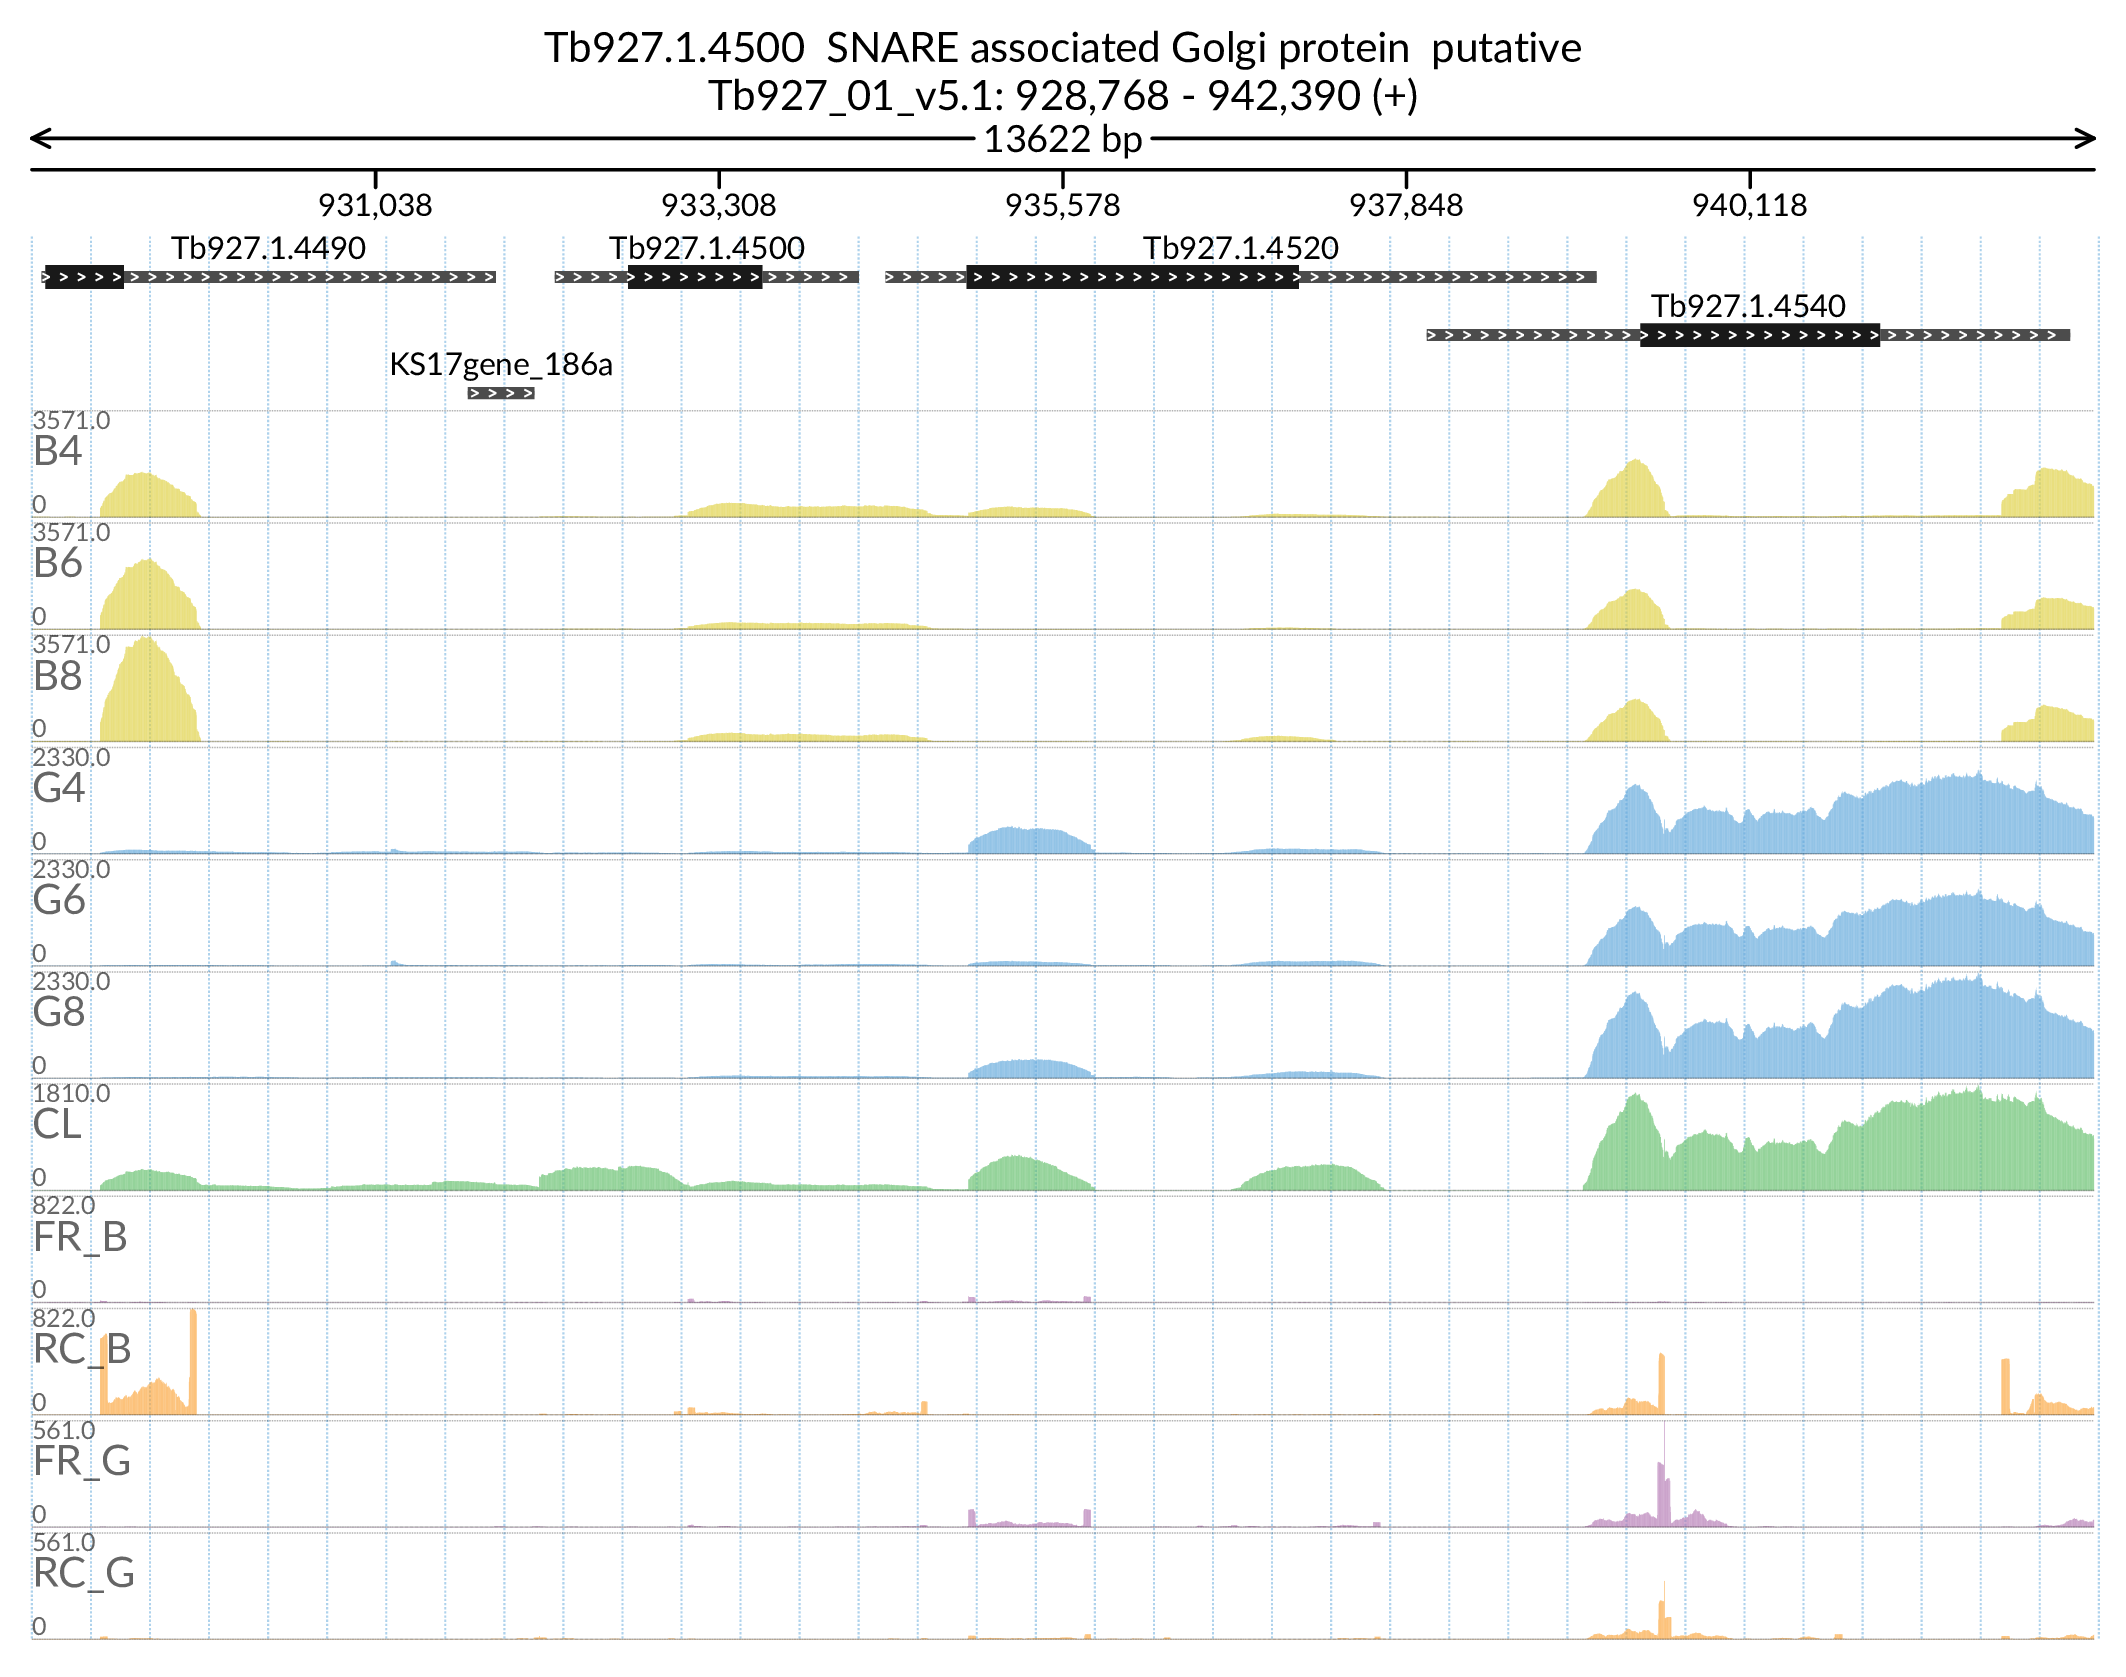 Tb927.1.4500  SNARE associated Golgi protein  putative
Tb927_01_v5.1: 928,768 - 942,390 (+)
13622 bp
931,038 933,308 935,578 937,848 940,118
Tb927.1.4490 Tb927.1.4500 Tb927.1.4520
Tb927.1.4540
KS17gene_186a
3571.0
B4
0
3571.0
B6
0
3571.0
B8
0
2330.0
G4
0
2330.0
G6
0
2330.0
G8
0
1810.0
CL
0
822.0
FR_B
0
822.0
RC_B
0
561.0
FR_G
0
561.0
RC_G
0